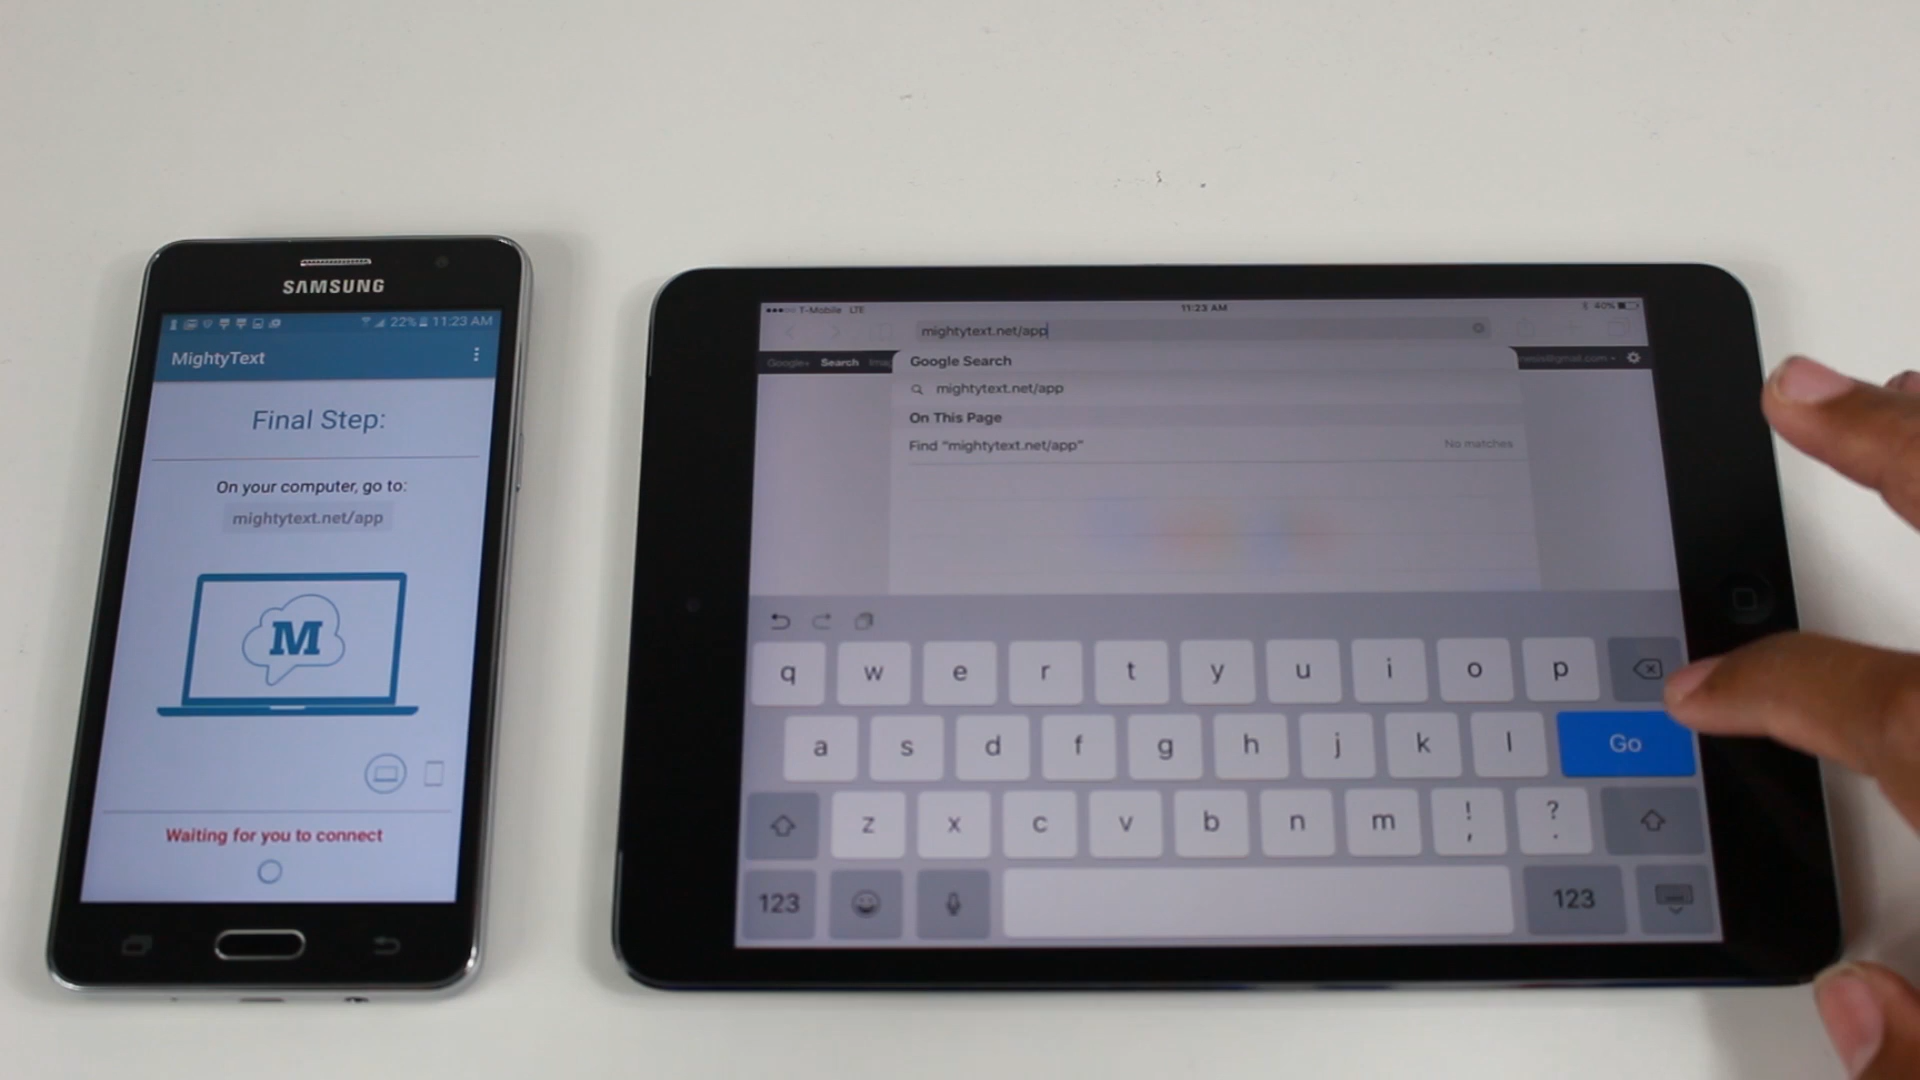 SAMSUNG
22% 11:23 AM
MightyText
Final Step:
On your computer, go to:
mightytext.net/app
M
Waiting for you to connect
T-Mobile LTE
11:23 AM
40%
mightytext.net/app
Google+ Search
Google Search
mightytext.net/app
On This Page
Find "mightytext.net/app"
No matches
q w e r t y u i o p
a s d f g h j k l Go
z x c v b n m ! , ? .
123 123